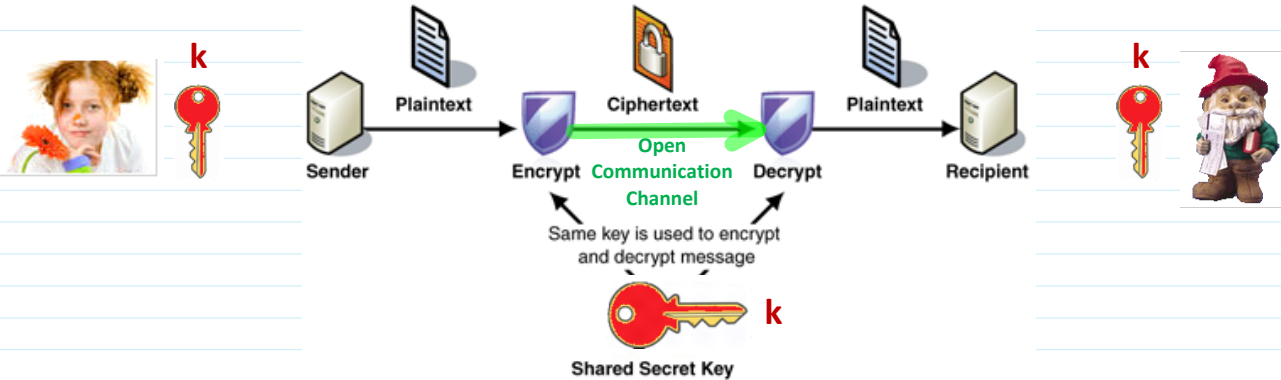 k
k
Plaintext
Ciphertext
Plaintext
Sender
Encrypt
Open
Communication
Channel
Decrypt
Recipient
Same key is used to encrypt
and decrypt message
k
Shared Secret Key